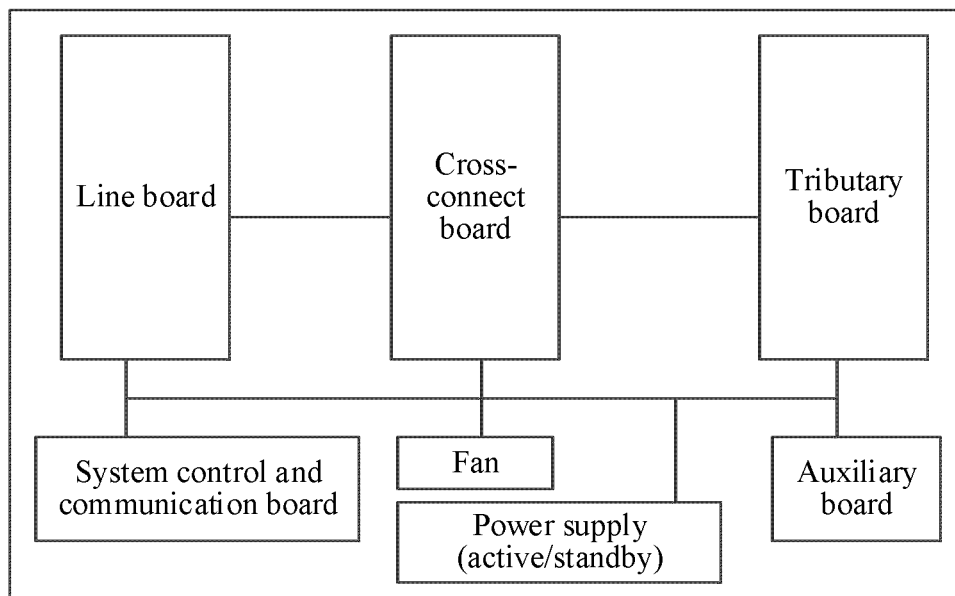 Line board
Cross-
connect
board
Tributary
board
System control and
communication board
Fan
Power supply
(active/standby)
Auxiliary
board